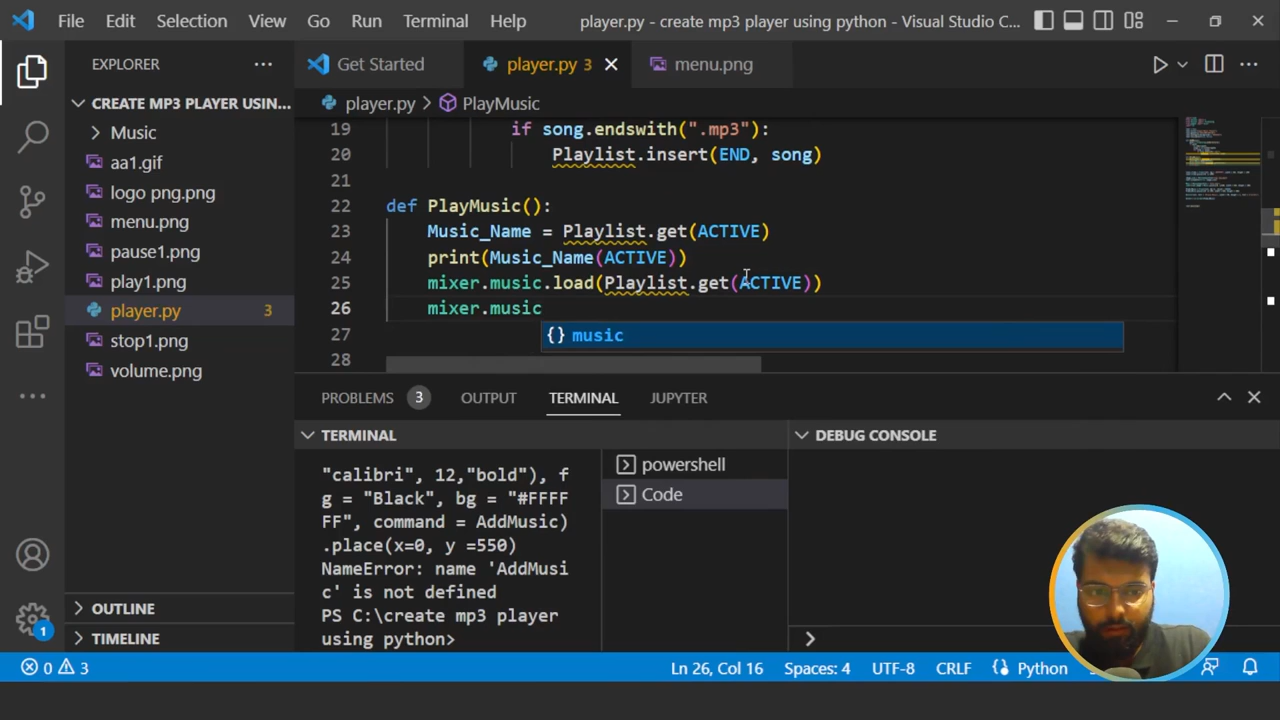 File Edit Selection View Go Run Terminal Help player.py - create mp3 player using python - Visual Studio C...
EXPLORER
Get Started
player.py 3
menu.png
CREATE MP3 PLAYER USIN...
Music
aa1.gif
logo png.png
menu.png
pause1.png
play1.png
player.py 3
stop1.png
volume.png
OUTLINE
TIMELINE
1
player.py > PlayMusic
19 if song.endswith(".mp3"):
20 Playlist.insert(END, song)
21
22 def PlayMusic():
23 Music_Name = Playlist.get(ACTIVE)
24 print(Music_Name(ACTIVE))
25 mixer.music.load(Playlist.get(ACTIVE))
26 mixer.music
27
{} music
28
PROBLEMS 3 OUTPUT TERMINAL JUPYTER
TERMINAL
"calibri", 12,"bold"), f
g = "Black", bg = "#FFFF
FF", command = AddMusic)
.place(x=0, y =550)
NameError: name 'AddMusi
c' is not defined
PS C:\create mp3 player
using python>
powershell
Code
DEBUG CONSOLE
0 3 Ln 26, Col 16 Spaces: 4 UTF-8 CRLF Python